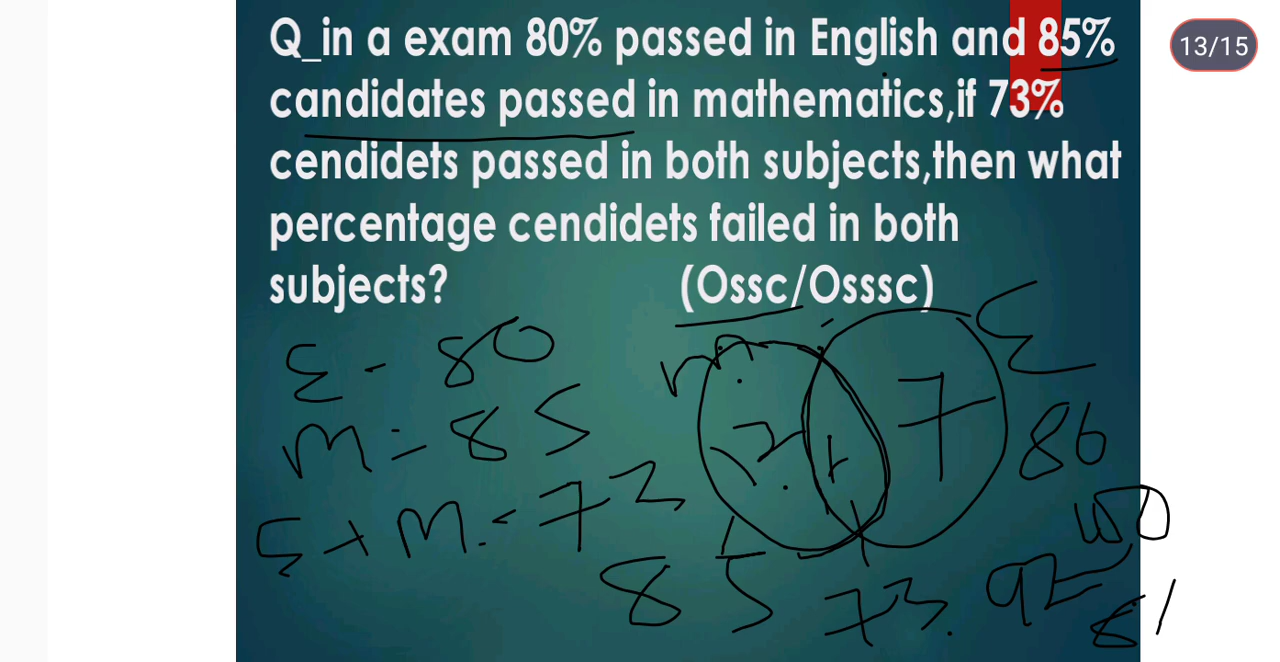 Q_in a exam 80% passed in English and 85%
candidates passed in mathematics,if 73%
cendidets passed in both subjects,then what
percentage cendidets failed in both
subjects? (Ossc/Osssc)
13/15
E - 80
m = 85
E + M = 73
m
E
7
85
73
92
100